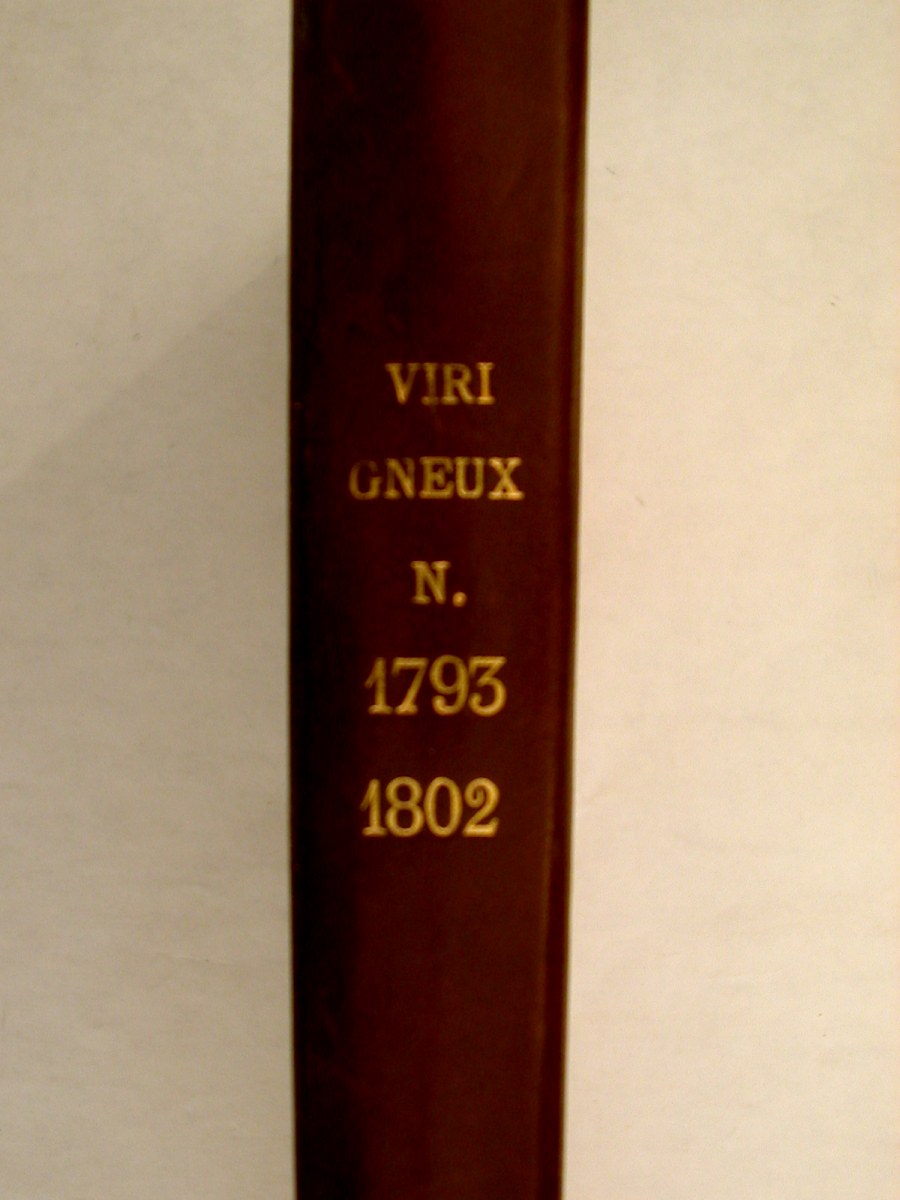 VIRI
GNEUX
N.
1793
1802